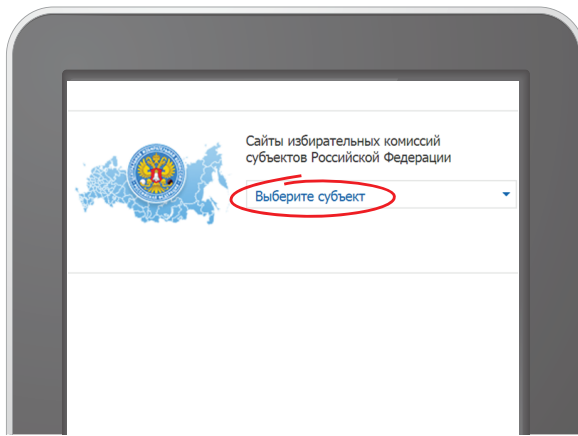 Сайты избирательных комиссий
субъектов Российской Федерации
Выберите субъект